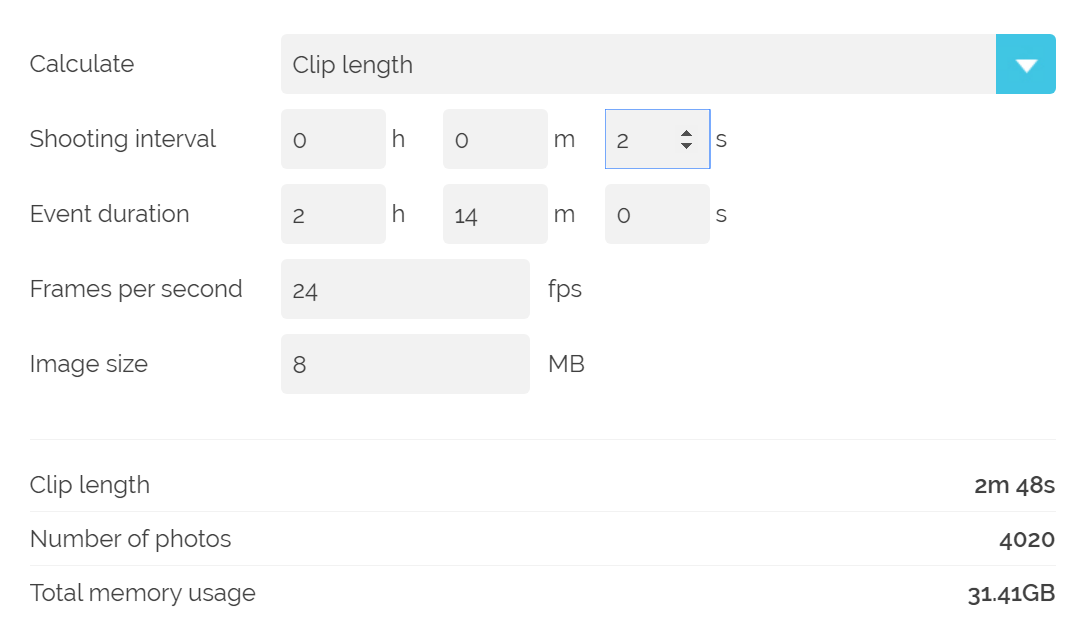 Calculate Clip length
Shooting interval 0 h 0 m 2 s
Event duration 2 h 14 m 0 s
Frames per second 24 fps
Image size 8 MB
Clip length 2m 48s
Number of photos 4020
Total memory usage 31.41GB